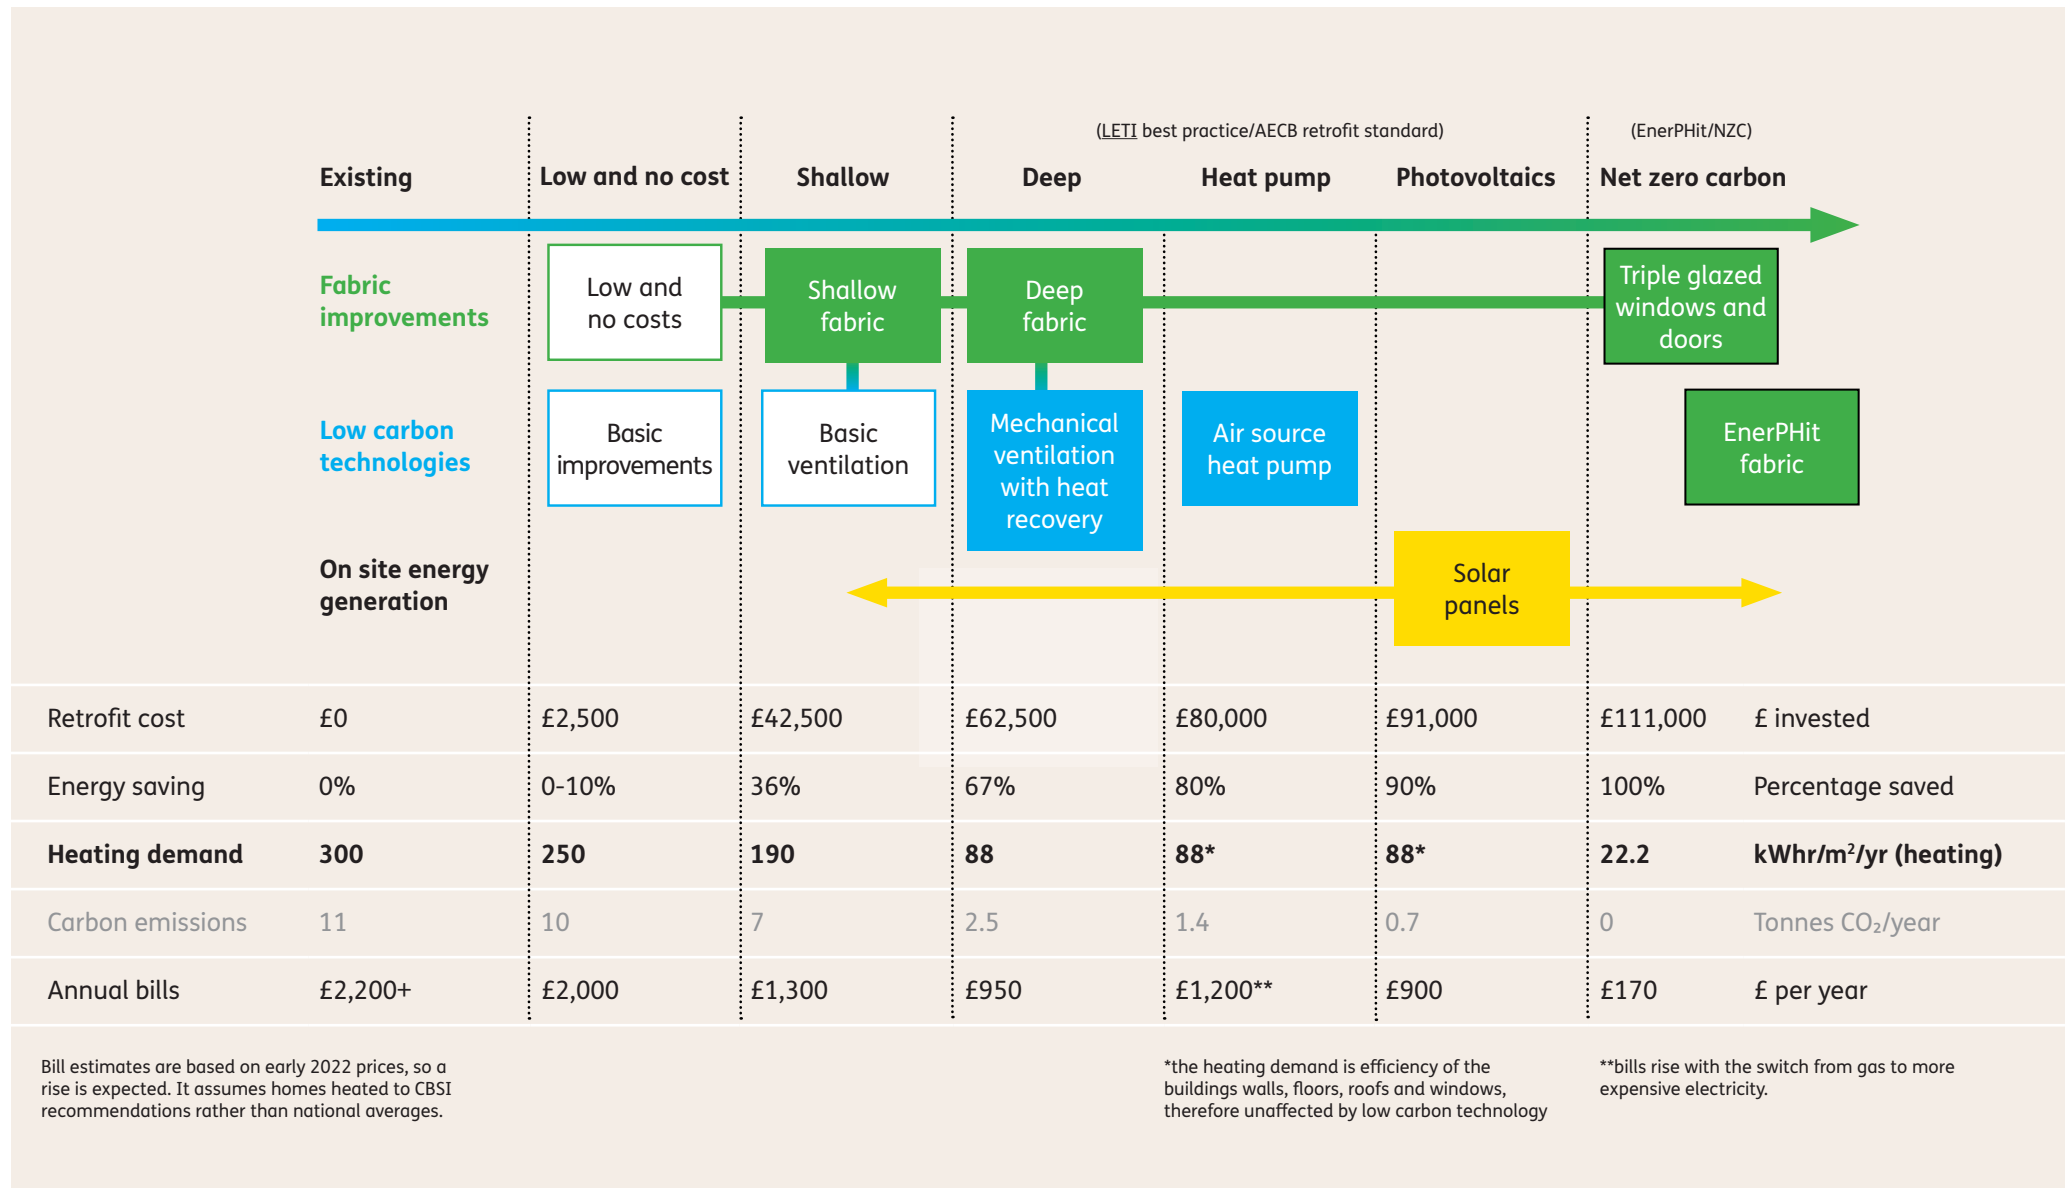 (LETI best practice/AECB retrofit standard)
(EnerPHit/NZC)
Existing
Low and no cost
Shallow
Deep
Heat pump
Photovoltaics
Net zero carbon
Fabric
improvements
Low and
no costs
Shallow
fabric
Deep
fabric
Triple glazed
windows and
doors
Low carbon
technologies
Basic
improvements
Basic
ventilation
Mechanical
ventilation
with heat
recovery
Air source
heat pump
EnerPHit
fabric
On site energy
generation
Solar
panels
Retrofit cost £0 £2,500 £42,500 £62,500 £80,000 £91,000 £111,000 £ invested
Energy saving 0% 0-10% 36% 67% 80% 90% 100% Percentage saved
Heating demand 300 250 190 88 88* 88* 22.2 kWhr/m²/yr (heating)
Carbon emissions 11 10 7 2.5 1.4 0.7 0 Tonnes CO₂/year
Annual bills £2,200+ £2,000 £1,300 £950 £1,200** £900 £170 £ per year
Bill estimates are based on early 2022 prices, so a
rise is expected. It assumes homes heated to CBSI
recommendations rather than national averages.
*the heating demand is efficiency of the
buildings walls, floors, roofs and windows,
therefore unaffected by low carbon technology
**bills rise with the switch from gas to more
expensive electricity.